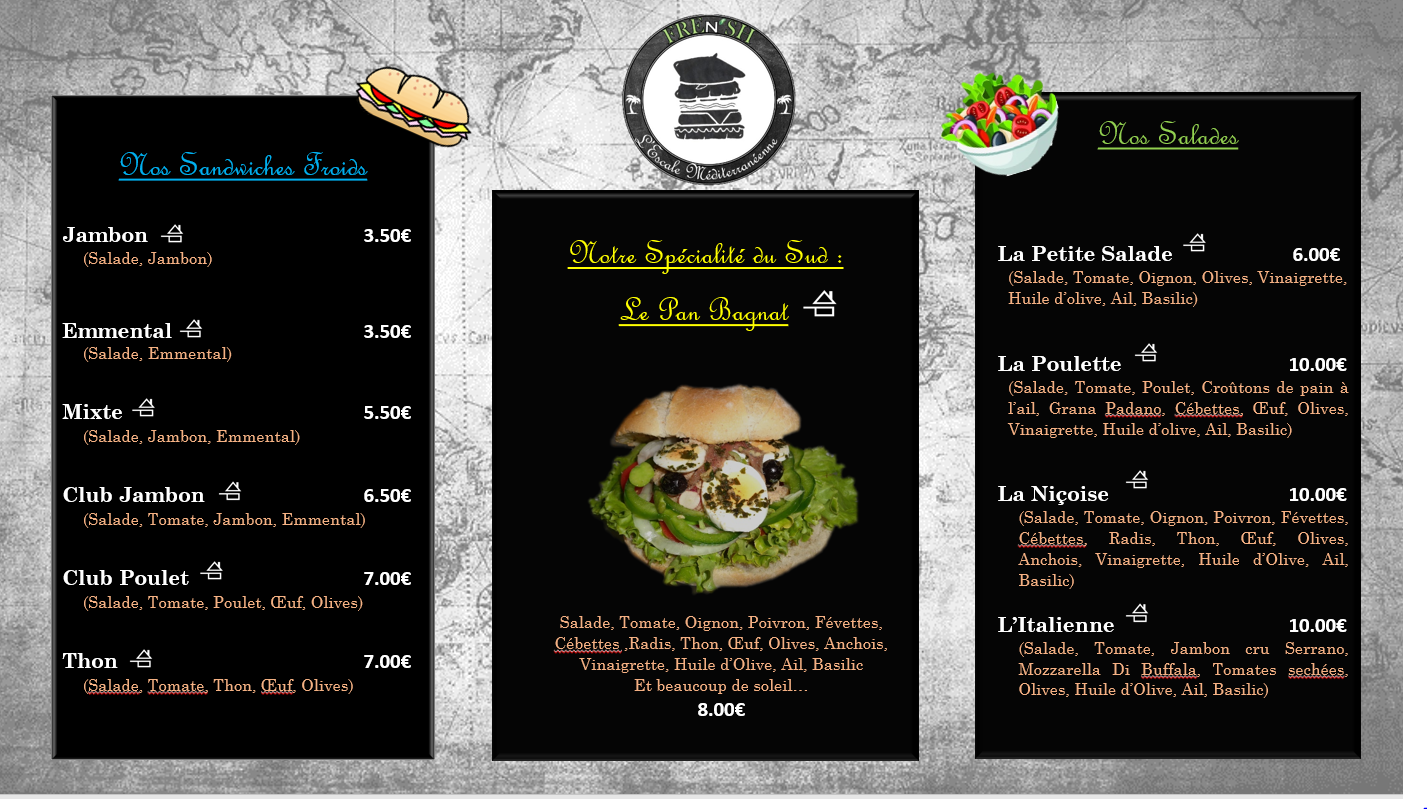 FREN'SH
L'Escale Méditerranéenne
Nos Sandwiches Froids
Jambon 3.50€
(Salade, Jambon)
Emmental 3.50€
(Salade, Emmental)
Mixte 5.50€
(Salade, Jambon, Emmental)
Club Jambon 6.50€
(Salade, Tomate, Jambon, Emmental)
Club Poulet 7.00€
(Salade, Tomate, Poulet, Œuf, Olives)
Thon 7.00€
(Salade, Tomate, Thon, Œuf, Olives)
Notre Spécialité du Sud :
Le Pan Bagnat
Salade, Tomate, Oignon, Poivron, Févettes,
Cébettes ,Radis, Thon, Œuf, Olives, Anchois,
Vinaigrette, Huile d'Olive, Ail, Basilic
Et beaucoup de soleil…
8.00€
Nos Salades
La Petite Salade 6.00€
(Salade, Tomate, Oignon, Olives, Vinaigrette,
Huile d'olive, Ail, Basilic)
La Poulette 10.00€
(Salade, Tomate, Poulet, Croûtons de pain à
l'ail, Grana Padano, Cébettes, Œuf, Olives,
Vinaigrette, Huile d'olive, Ail, Basilic)
La Niçoise 10.00€
(Salade, Tomate, Oignon, Poivron, Févettes,
Cébettes, Radis, Thon, Œuf, Olives,
Anchois, Vinaigrette, Huile d'Olive, Ail,
Basilic)
L'Italienne 10.00€
(Salade, Tomate, Jambon cru Serrano,
Mozzarella Di Buffala, Tomates sechées,
Olives, Huile d'Olive, Ail, Basilic)